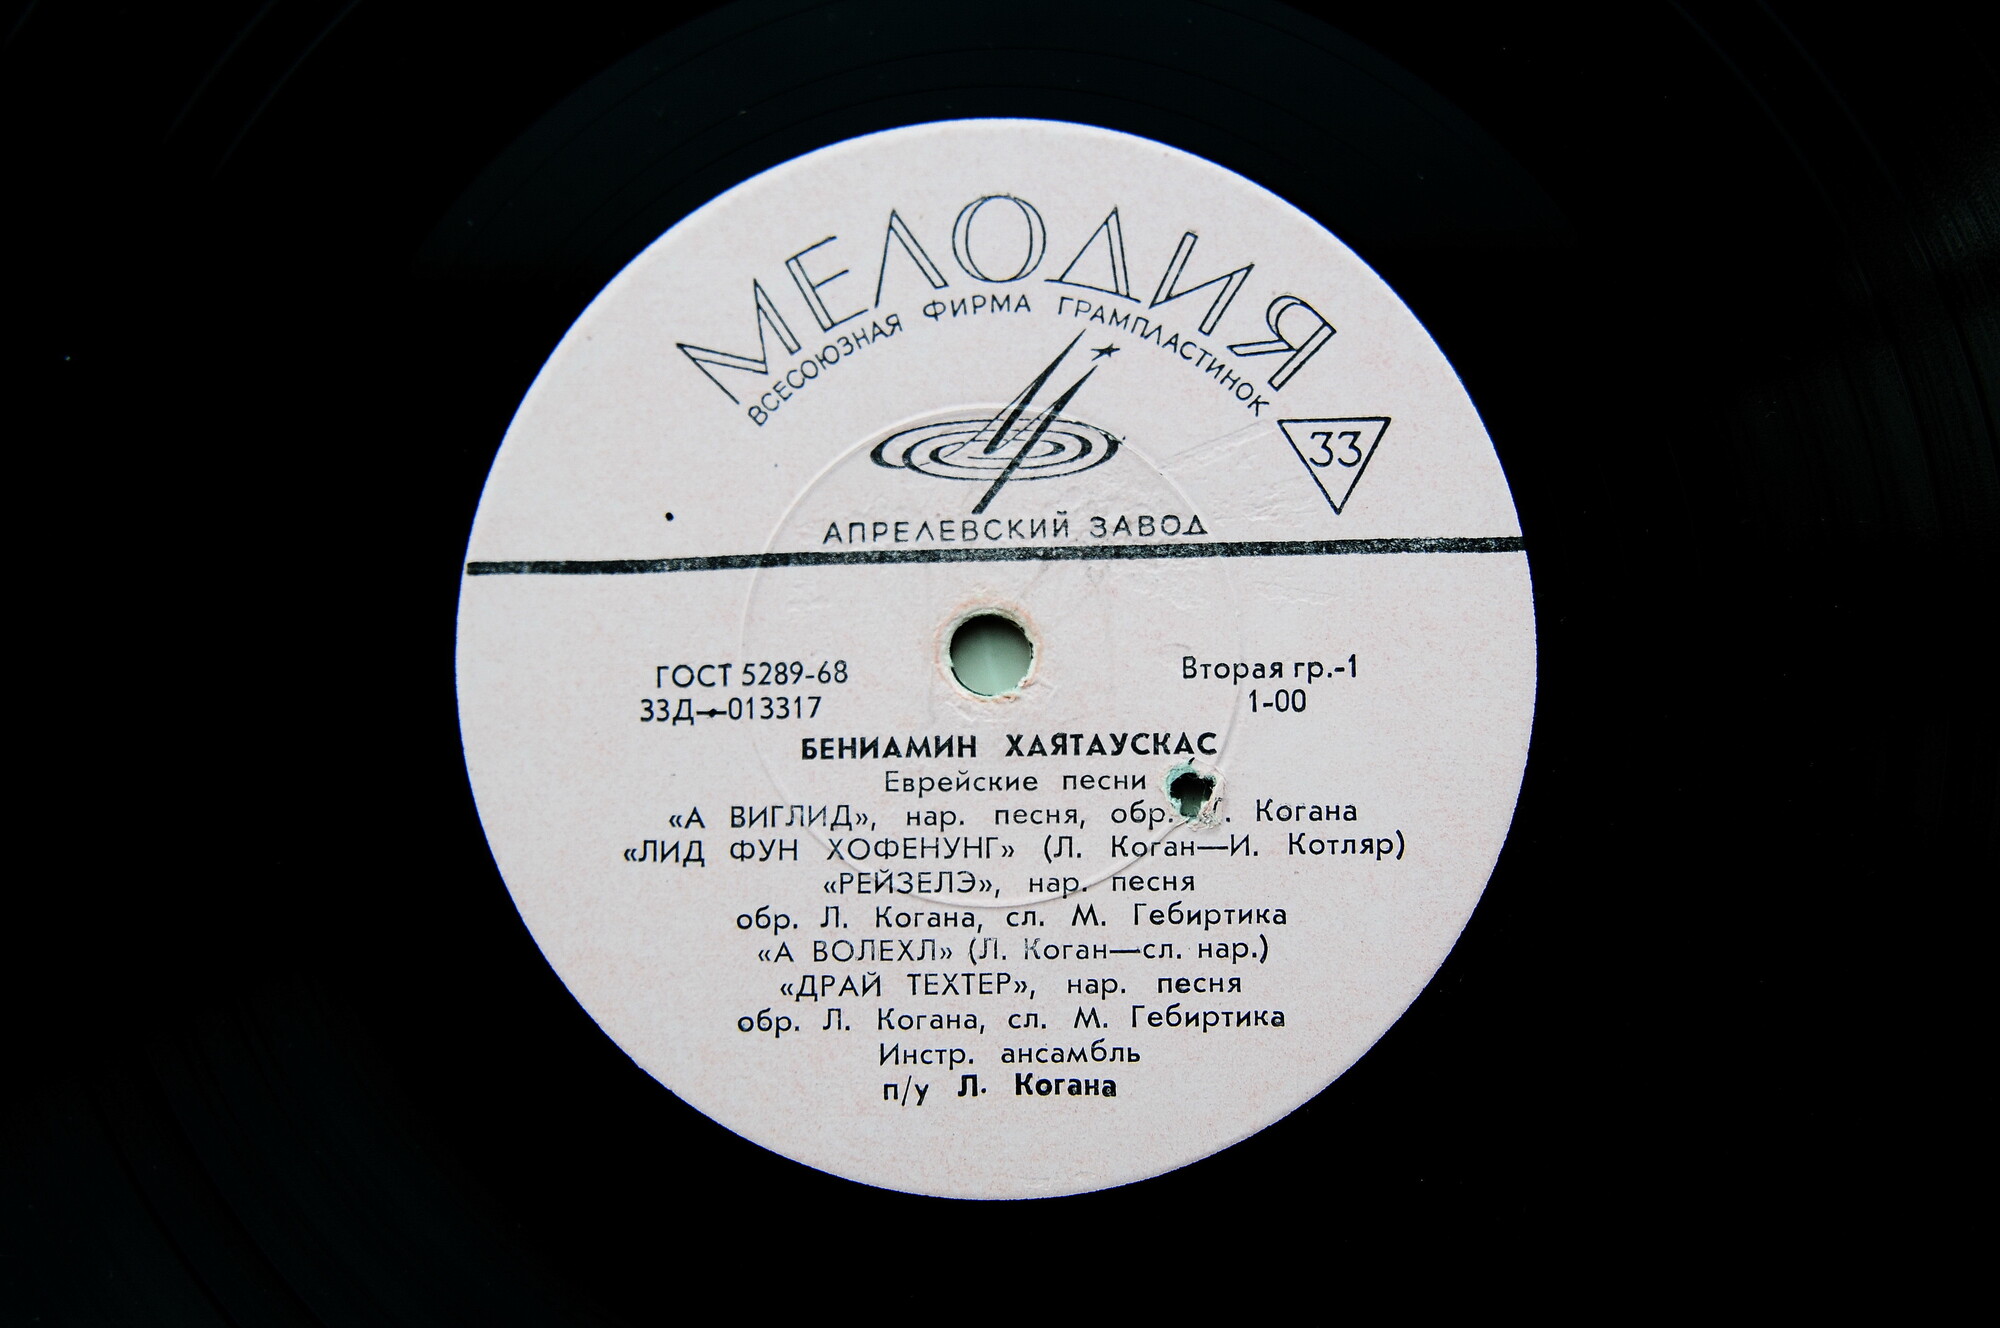 МЕЛОДИЯ
ВСЕСОЮЗНАЯ ФИРМА ГРАМПЛАСТИНОК
33
АПРЕЛЕВСКИЙ ЗАВОД
ГОСТ 5289-68
33Д—013317
Вторая гр.-1
1-00
БЕНИАМИН ХАЯТАУСКАС
Еврейские песни
«А ВИГЛИД», нар. песня, обр. Когана
«ЛИД ФУН ХОФЕНУНГ» (Л. Коган—И. Котляр)
«РЕЙЗЕЛЭ», нар. песня
обр. Л. Когана, сл. М. Гебиртика
«А ВОЛЕХЛ» (Л. Коган—сл. нар.)
«ДРАЙ ТЕХТЕР», нар. песня
обр. Л. Когана, сл. М. Гебиртика
Инстр. ансамбль
п/у Л. Когана